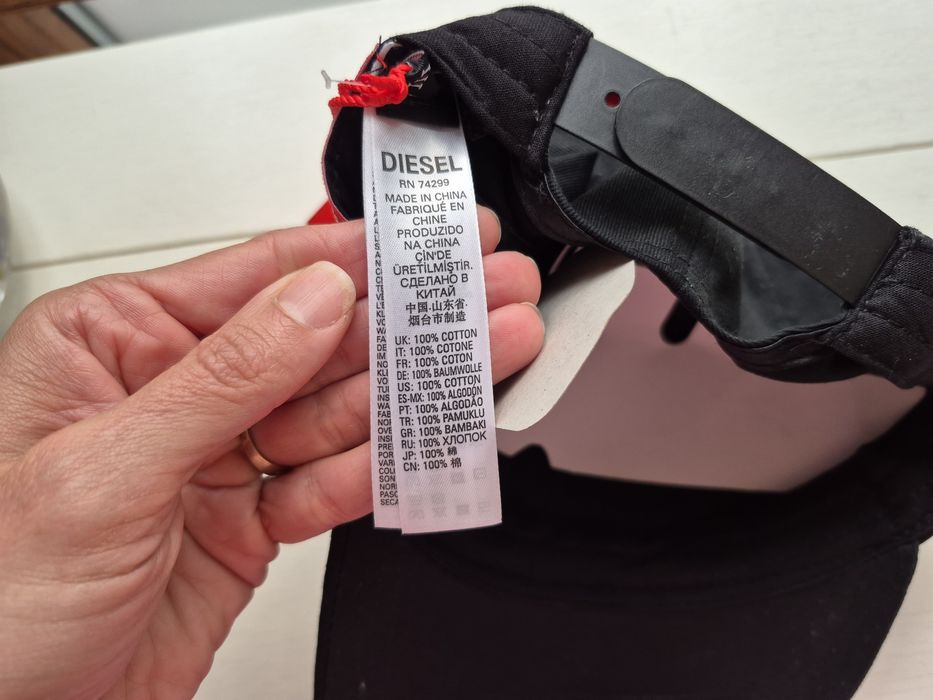 DIESEL
RN 74299
MADE IN CHINA
FABRIQUÉ EN
CHINE
PRODUZIDO
NA CHINA
ÇİN'DE
ÜRETİLMİŞTİR.
СДЕЛАНО В
КИТАЙ
中国.山东省.
烟台市制造
UK: 100% COTTON
IT: 100% COTONE
FR: 100% COTON
DE: 100% BAUMWOLLE
US: 100% COTTON
ES-MX: 100% ALGODÓN
PT: 100% ALGODÃO
TR: 100% PAMUKLU
GR: 100% BAMBAKI
RU: 100% ХЛОПОК
JP: 100% 綿
CN: 100% 棉